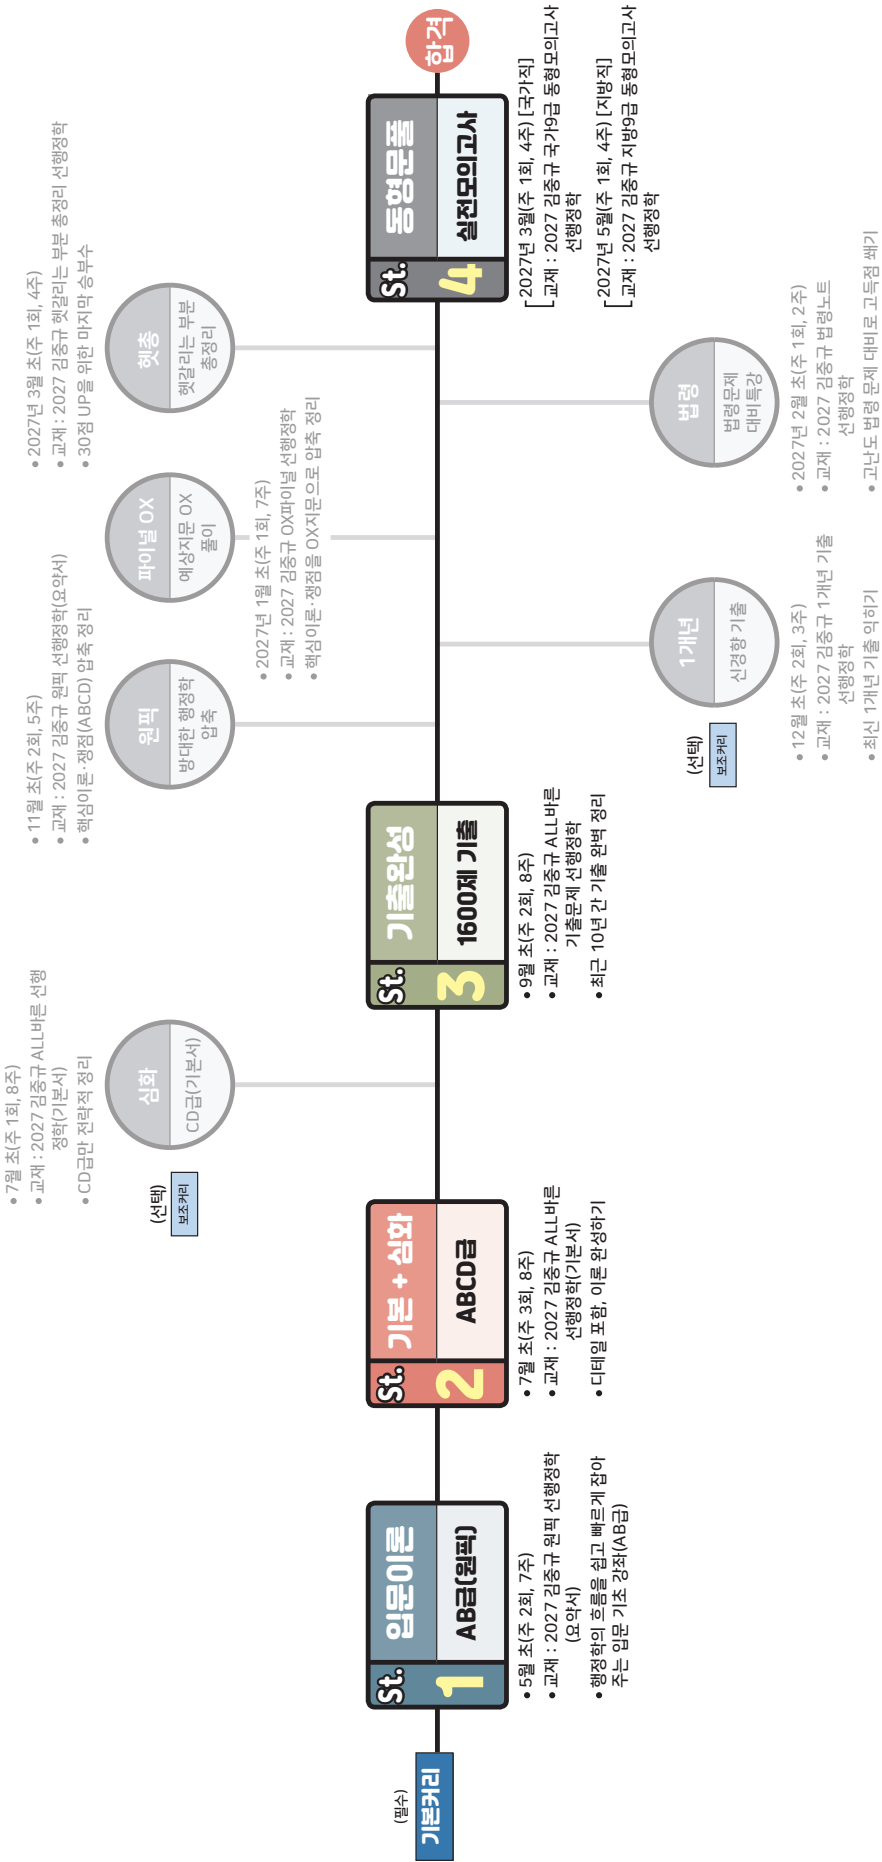 (필수)
기본커리
St.
1
입문이론
AB급(원픽)
• 5월 초(주 2회, 7주)
• 교재 : 2027 김중규 원픽 선행정학
(요약서)
• 행정학의 흐름을 쉽고 빠르게 잡아
주는 입문 기초 강좌(AB급)
St.
2
기본 + 심화
ABCD급
• 7월 초(주 3회, 8주)
• 교재 : 2027 김중규 ALL바른
선행정학(기본서)
• 디테일 포함, 이론 완성하기
(선택)
보조커리
• 7월 초(주 1회, 8주)
• 교재 : 2027 김중규 ALL바른 선행
정학(기본서)
• CD급만 전략적 정리
심화
CD급(기본서)
St.
3
기출완성
1600제 기출
• 9월 초(주 2회, 8주)
• 교재 : 2027 김중규 ALL바른
기출문제 선행정학
• 최근 10년 간 기출 완벽 정리
• 11월 초(주 2회, 5주)
• 교재 : 2027 김중규 원픽 선행정학(요약서)
• 핵심이론·쟁점(ABCD) 압축 정리
원픽
방대한 행정학
압축
(선택)
보조커리
1개년
신경향 기출
• 12월 초(주 2회, 3주)
• 교재 : 2027 김중규 1개년 기출
선행정학
• 최신 1개년 기출 익히기
파이널 OX
예상지문 OX
풀이
• 2027년 1월 초(주 1회, 7주)
• 교재 : 2027 김중규 OX파이널 선행정학
• 핵심이론·쟁점을 OX지문으로 압축 정리
법령
법령문제
대비특강
• 2027년 2월 초(주 1회, 2주)
• 교재 : 2027 김중규 법령노트
선행정학
• 고난도 법령 문제 대비로 고득점 쐐기
• 2027년 3월 초(주 1회, 4주)
• 교재 : 2027 김중규 헷갈리는 부분 총정리 선행정학
• 30점 UP을 위한 마지막 승부수
헷총
헷갈리는 부분
총정리
St.
4
동형문풀
실전모의고사
2027년 3월(주 1회, 4주) [국가직]
교재 : 2027 김중규 국가9급 동형모의고사
선행정학
2027년 5월(주 1회, 4주) [지방직]
교재 : 2027 김중규 지방9급 동형모의고사
선행정학
합격